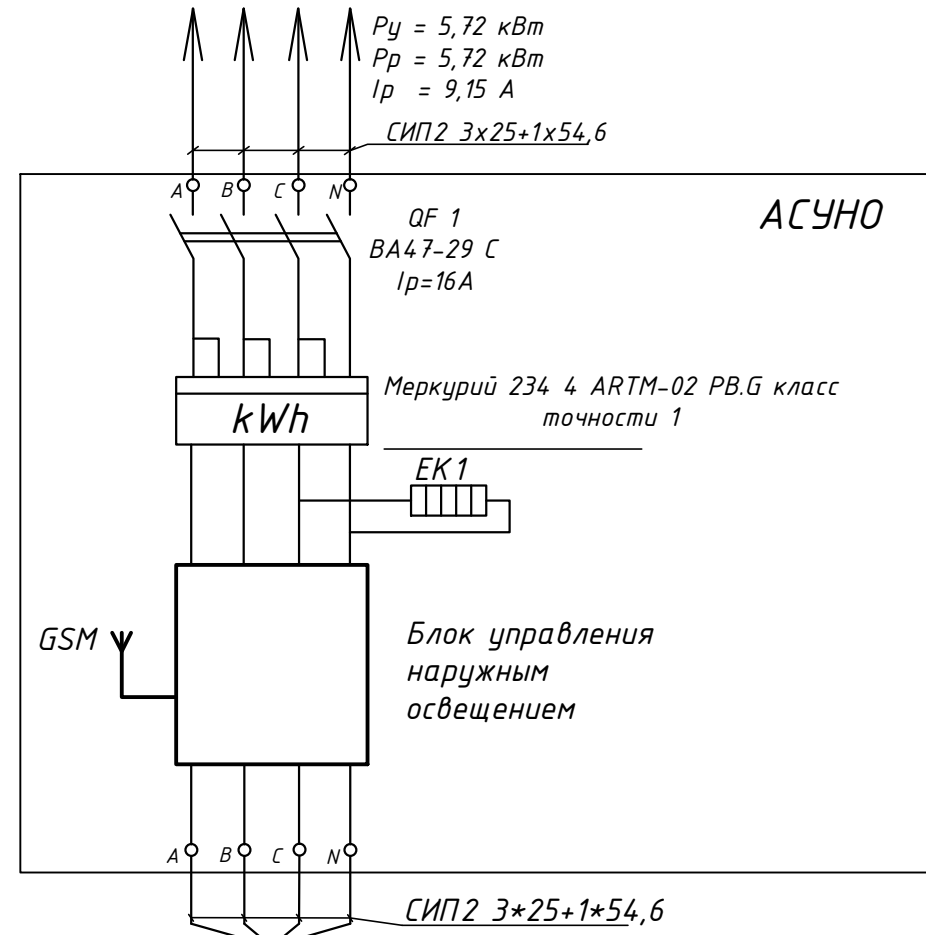 Ру = 5,72 кВт
Рр = 5,72 кВт
Iр = 9,15 А
СИП2 3х25+1х54,6
А В С N
АСУНО
QF 1
ВА47-29 С
Iр=16А
Меркурий 234 4 ARTM-02 PB.G класс
точности 1
kWh
EK1
GSM
Блок управления
наружным
освещением
А В С N
СИП2 3*25+1*54,6